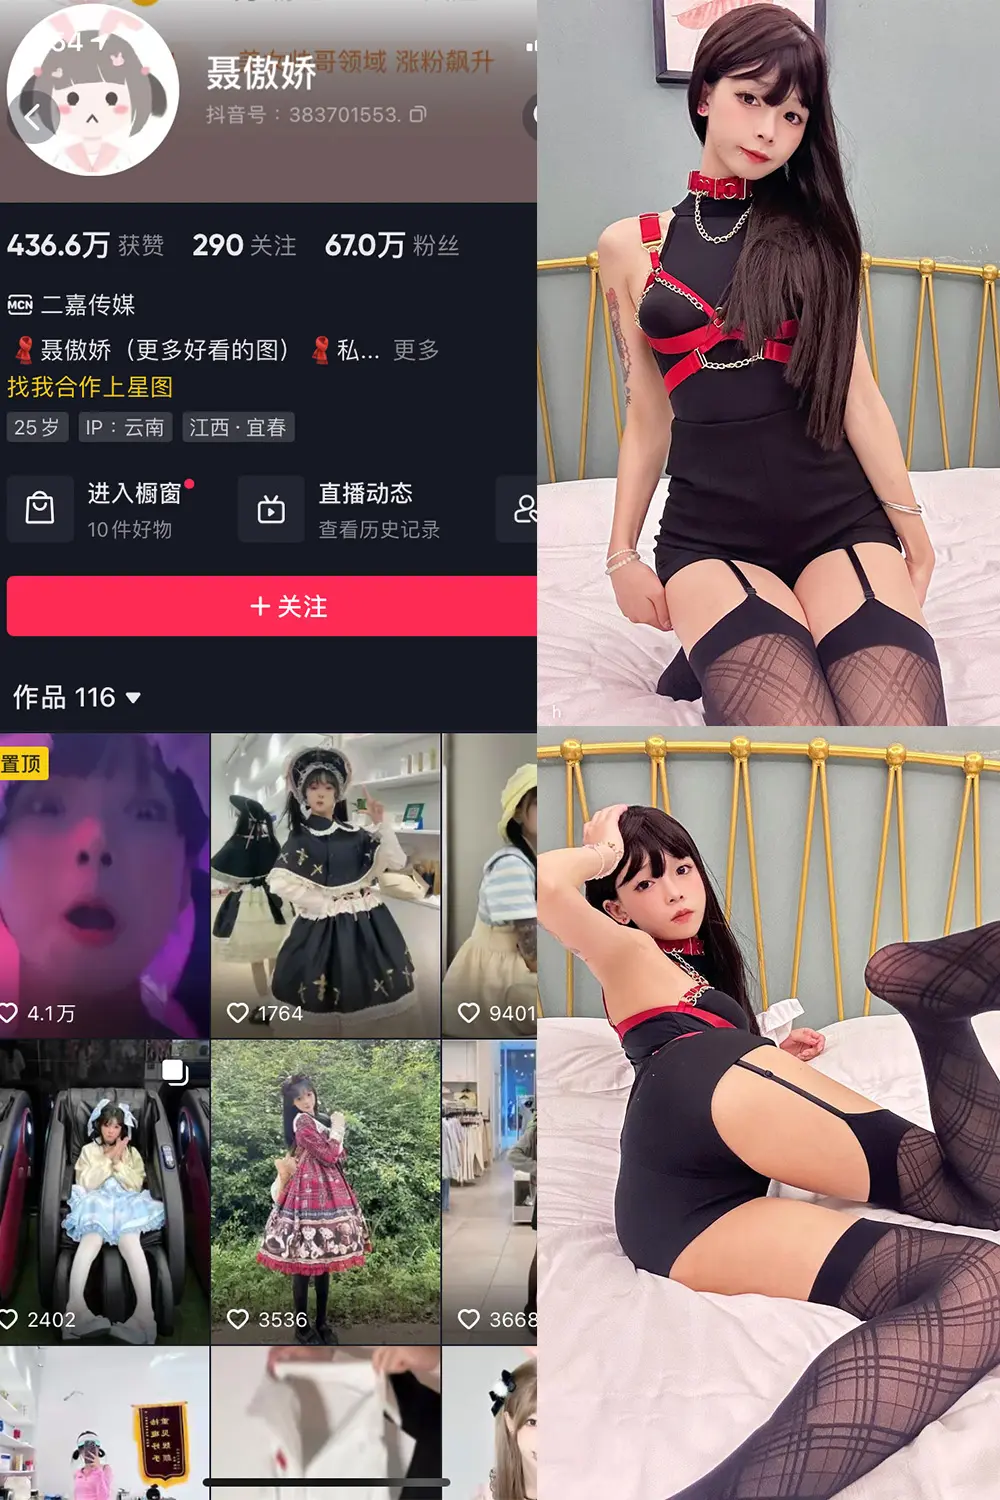 聂傲娇
哥领域 涨粉飙升
抖音号：383701553.
436.6万 获赞 290 关注 67.0万 粉丝
MCN 二嘉传媒
聂傲娇（更多好看的图） 私... 更多
找我合作上星图
25岁 IP：云南 江西·宜春
进入橱窗 直播动态
10件好物 查看历史记录
+ 关注
作品 116
置顶
4.1万 1764 9401
2402 3536 3668
h